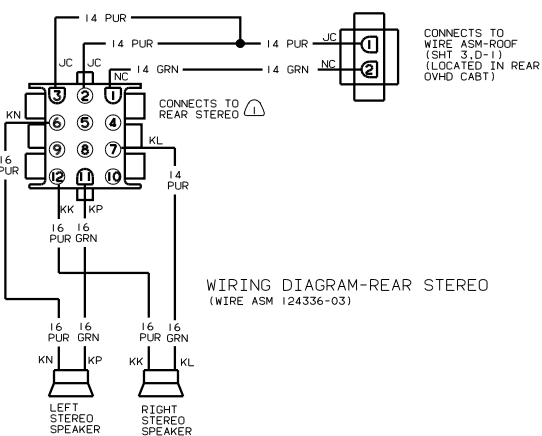 14 PUR
JC
JC
14 PUR
14 PUR
JC
NC
14 GRN
14 GRN
NC
1
2
CONNECTS TO
WIRE ASM-ROOF
(SHT 3,D-1)
(LOCATED IN REAR
OVHD CABT)
3 2 1
6 5 4
9 8 7
12 11 10
CONNECTS TO
REAR STEREO 1
KN
KL
16
PUR
14
PUR
KK KP
16 16
PUR GRN
WIRING DIAGRAM-REAR STEREO
(WIRE ASM 124336-03)
16 16
PUR GRN
16 16
PUR GRN
KN KP
KK KL
LEFT
STEREO
SPEAKER
RIGHT
STEREO
SPEAKER